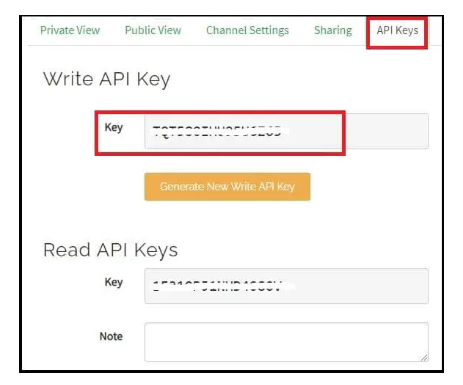 Private View Public View Channel Settings Sharing API Keys
Write API Key
Key
Generate New Write API Key
Read API Keys
Key
Note